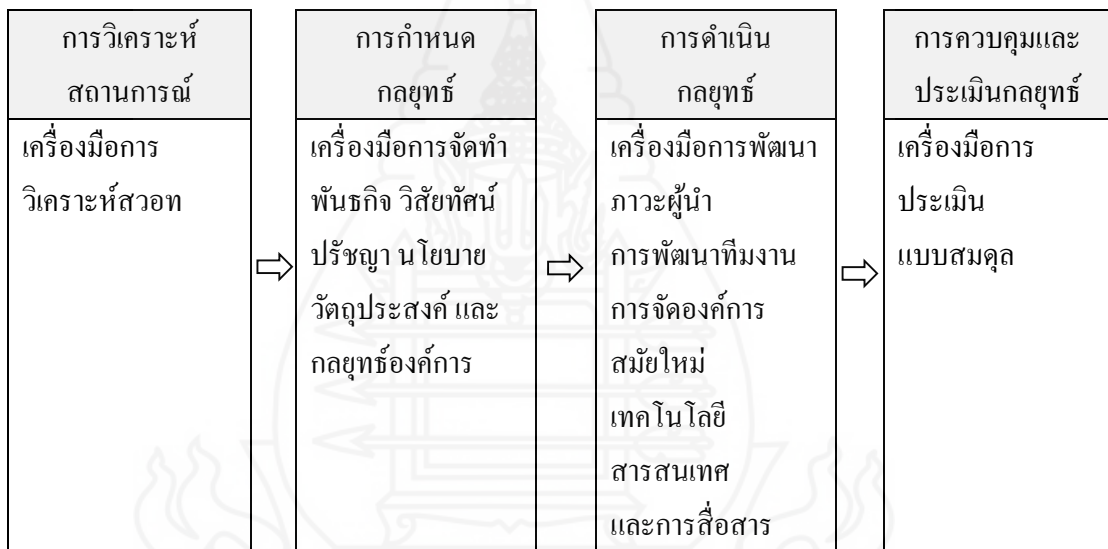 การวิเคราะห์
สถานการณ์
เครื่องมือการ
วิเคราะห์สวอท
การกำหนด
กลยุทธ์
เครื่องมือการจัดทำ
พันธกิจ วิสัยทัศน์
ปรัชญา นโยบาย
วัตถุประสงค์ และ
กลยุทธ์องค์การ
การดำเนิน
กลยุทธ์
เครื่องมือการพัฒนา
ภาวะผู้นำ
การพัฒนาทีมงาน
การจัดองค์การ
สมัยใหม่
เทคโนโลยี
สารสนเทศ
และการสื่อสาร
การควบคุมและ
ประเมินกลยุทธ์
เครื่องมือการ
ประเมิน
แบบสมดุล